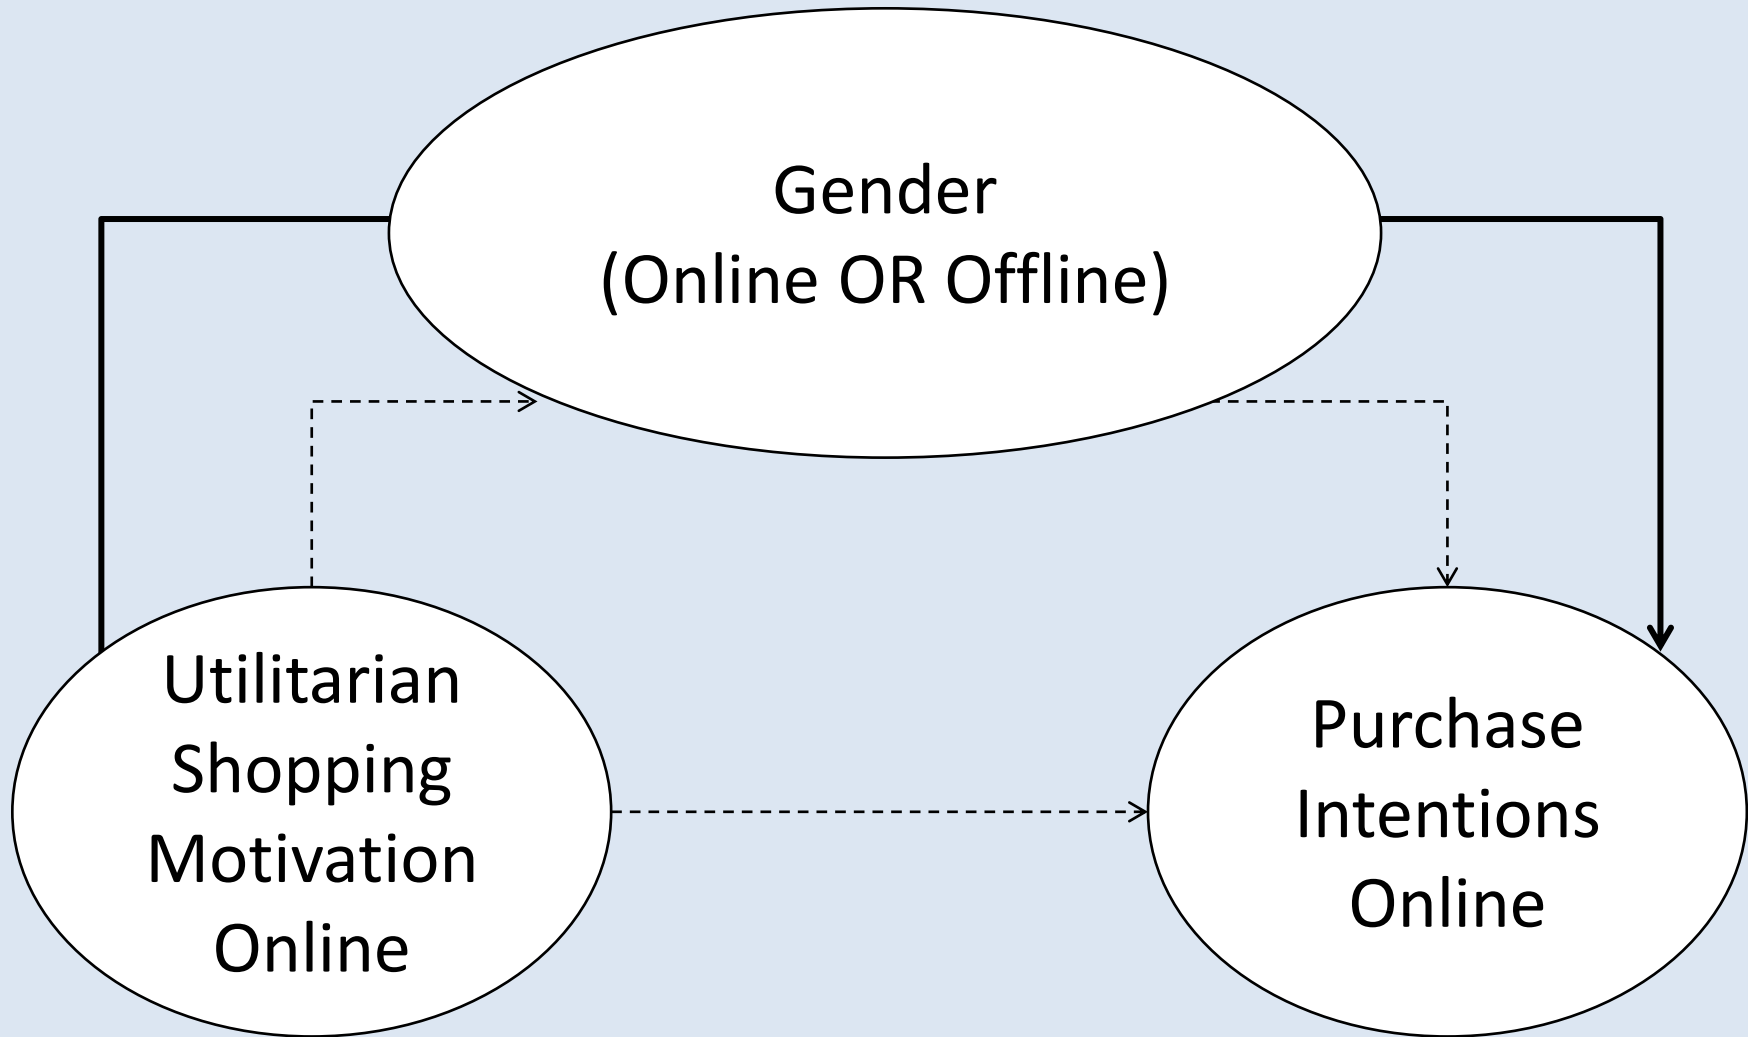 Gender
(Online OR Offline)
Utilitarian
Shopping
Motivation
Online
Purchase
Intentions
Online